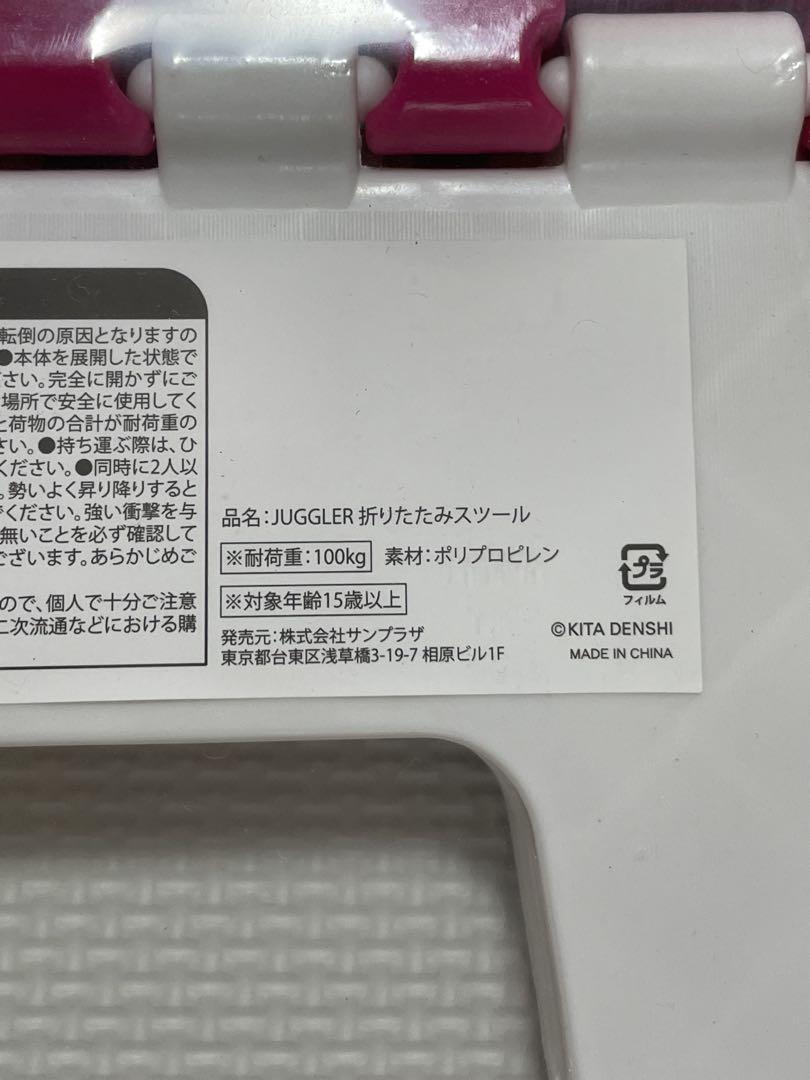 転倒の原因となりますの
●本体を展開した状態で
さい。完全に開かずにご
場所で安全に使用してく
と荷物の合計が耐荷重の
さい。●持ち運ぶ際は、ひ
ください。●同時に2人以
。勢いよく昇り降りすると
でください。強い衝撃を与
無いことを必ず確認して
ございます。あらかじめご
ので、個人で十分ご注意
二次流通などにおける購
品名：JUGGLER 折りたたみスツール
※耐荷重：100kg 素材：ポリプロピレン
※対象年齢15歳以上
発売元：株式会社サンプラザ
東京都台東区浅草橋3-19-7 相原ビル1F
プラ
フィルム
©KITA DENSHI
MADE IN CHINA